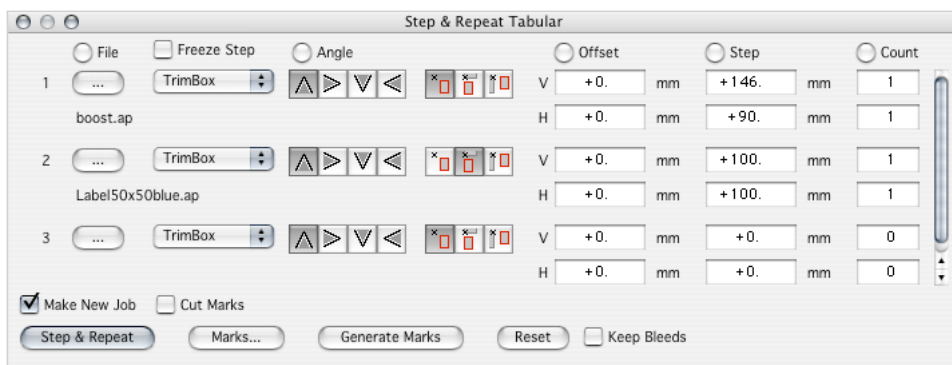 Step & Repeat Tabular
File Freeze Step Angle Offset Step Count
1 ... TrimBox V +0. mm +146. mm 1
boost.ap H +0. mm +90. mm 1
2 ... TrimBox V +0. mm +100. mm 1
Label50x50blue.ap H +0. mm +100. mm 1
3 ... TrimBox V +0. mm +0. mm 0
H +0. mm +0. mm 0
Make New Job Cut Marks
Step & Repeat Marks... Generate Marks Reset Keep Bleeds